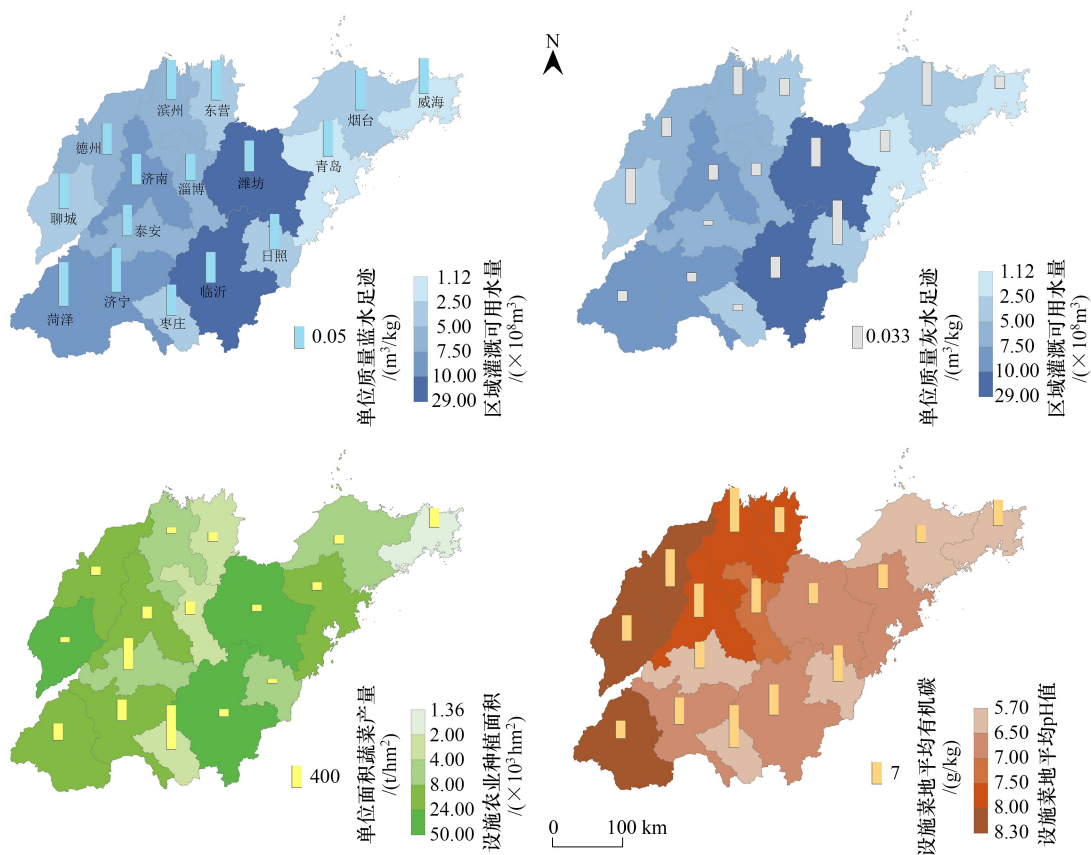 N
滨州
东营
烟台
威海
德州
济南
淄博
潍坊
青岛
聊城
泰安
日照
菏泽
济宁
枣庄
临沂
0.05
单位质量蓝水足迹
/(m³/kg)
1.12
2.50
5.00
7.50
10.00
29.00
区域灌溉可用水量
/(×10⁸m³)
0.033
单位质量灰水足迹
/(m³/kg)
1.12
2.50
5.00
7.50
10.00
29.00
区域灌溉可用水量
/(×10⁸m³)
400
单位面积蔬菜产量
/(t/hm²)
1.36
2.00
4.00
8.00
24.00
50.00
设施农业种植面积
/(×10³hm²)
0 100 km
7
设施菜地平均有机碳
/(g/kg)
5.70
6.50
7.00
7.50
8.00
8.30
设施菜地平均pH值